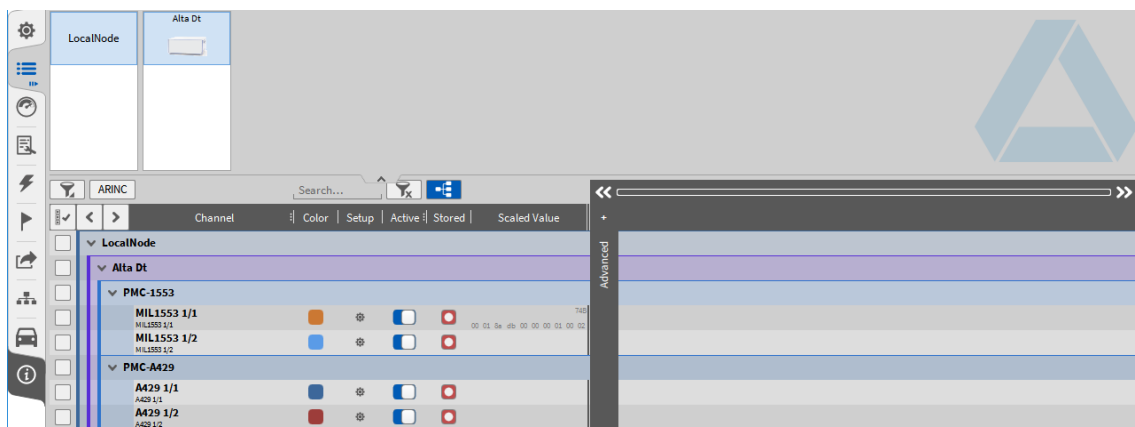 LocalNode
Alta Dt
ARINC
Search...
Channel Color Setup Active Stored Scaled Value
+
Advanced
LocalNode
Alta Dt
PMC-1553
MIL1553 1/1
MIL1553 1/1
74B
00 01 8a db 00 00 00 01 00 02
MIL1553 1/2
MIL1553 1/2
PMC-A429
A429 1/1
A429 1/1
A429 1/2
A429 1/2